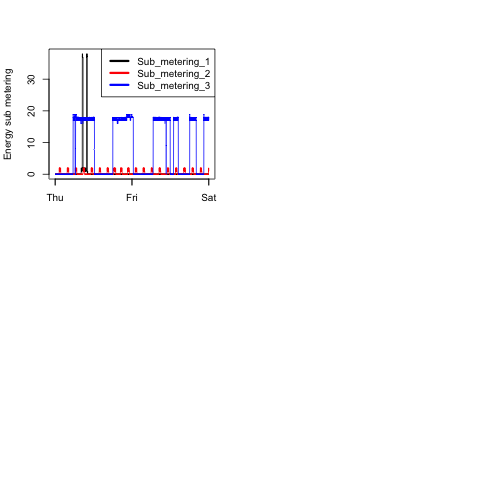 Sub_metering_1
Sub_metering_2
Sub_metering_3
Energy sub metering
30
20
10
0
Thu Fri Sat